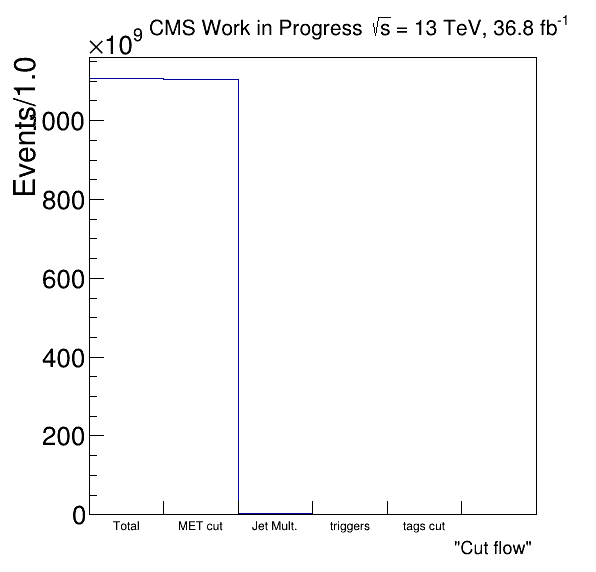 ×10⁹ CMS Work in Progress √s = 13 TeV, 36.8 fb⁻¹
Events/1.0
1000
800
600
400
200
0
Total MET cut Jet Mult. triggers tags cut
"Cut flow"